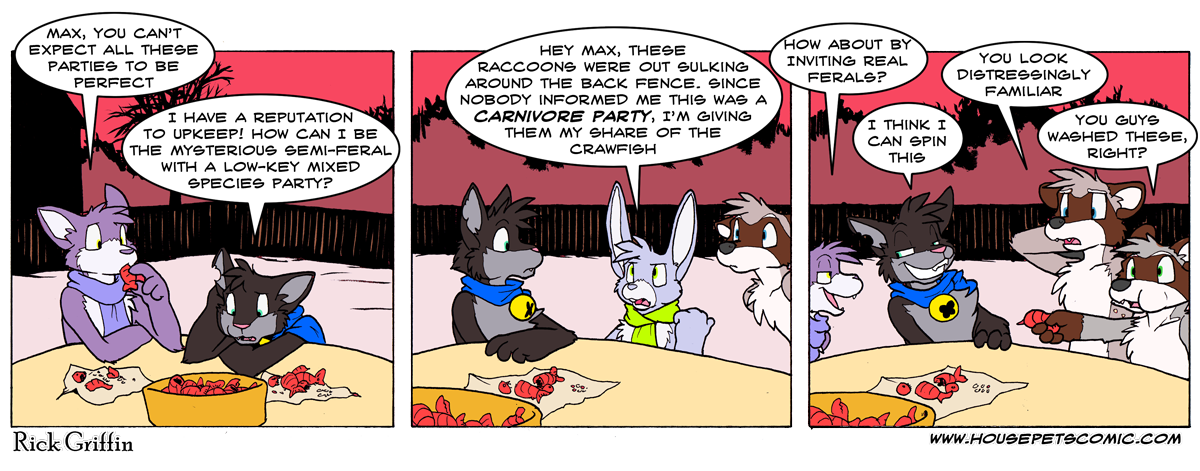 MAX, YOU CAN'T
EXPECT ALL THESE
PARTIES TO BE
PERFECT
I HAVE A REPUTATION
TO UPKEEP! HOW CAN I BE
THE MYSTERIOUS SEMI-FERAL
WITH A LOW-KEY MIXED
SPECIES PARTY?
HEY MAX, THESE
RACCOONS WERE OUT SULKING
AROUND THE BACK FENCE. SINCE
NOBODY INFORMED ME THIS WAS A
CARNIVORE PARTY, I'M GIVING
THEM MY SHARE OF THE
CRAWFISH
HOW ABOUT BY
INVITING REAL
FERALS?
I THINK I
CAN SPIN
THIS
YOU LOOK
DISTRESSINGLY
FAMILIAR
YOU GUYS
WASHED THESE,
RIGHT?
Rick Griffin
WWW.HOUSEPETSCOMIC.COM